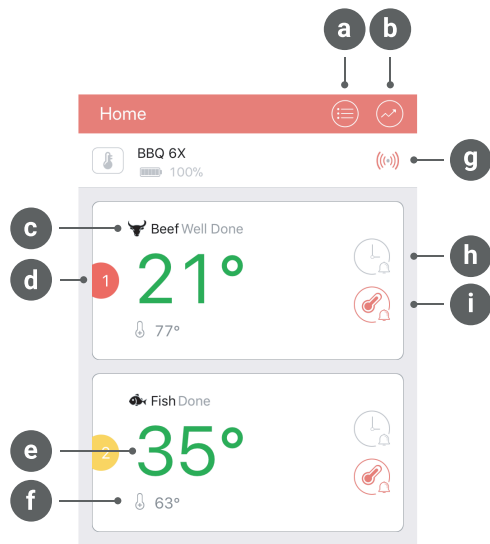 a b
Home
BBQ 6X
100%
g
c
Beef Well Done
h
d
1
21°
i
77°
Fish Done
e
2
35°
f
63°